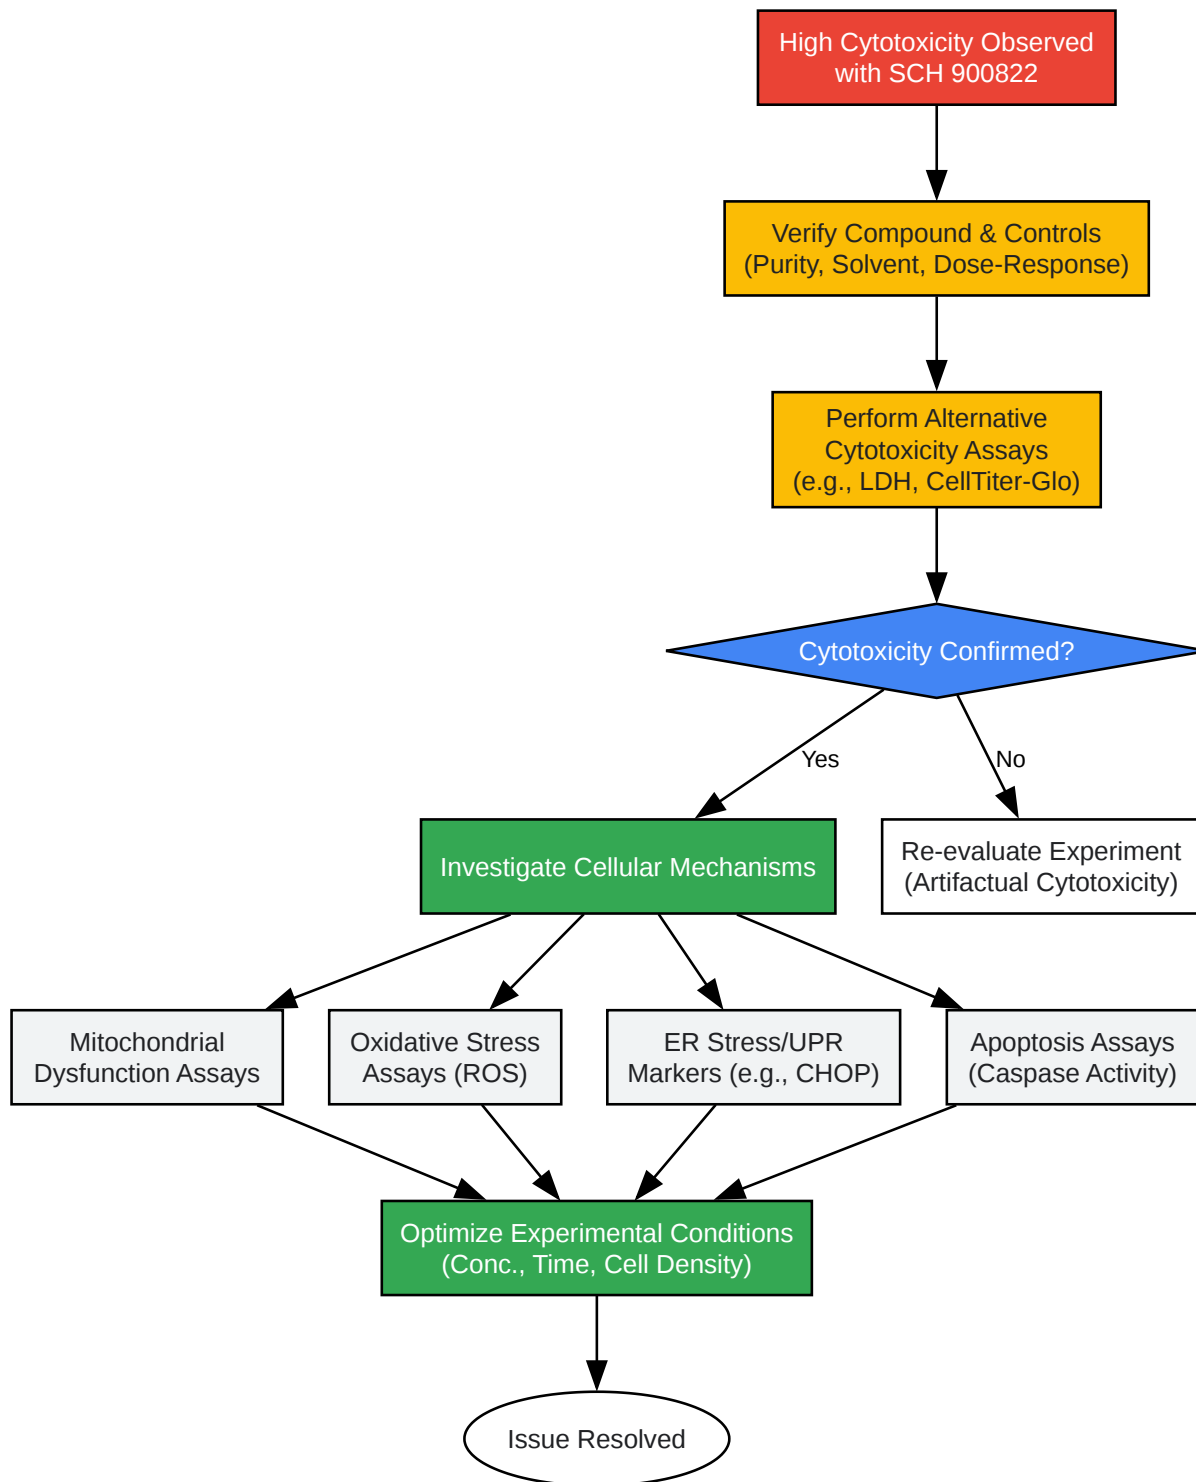 High Cytotoxicity Observed
with SCH 900822
Verify Compound & Controls
(Purity, Solvent, Dose-Response)
Perform Alternative
Cytotoxicity Assays
(e.g., LDH, CellTiter-Glo)
Cytotoxicity Confirmed?
Yes
No
Investigate Cellular Mechanisms
Re-evaluate Experiment
(Artifactual Cytotoxicity)
Mitochondrial
Dysfunction Assays
Oxidative Stress
Assays (ROS)
ER Stress/UPR
Markers (e.g., CHOP)
Apoptosis Assays
(Caspase Activity)
Optimize Experimental Conditions
(Conc., Time, Cell Density)
Issue Resolved